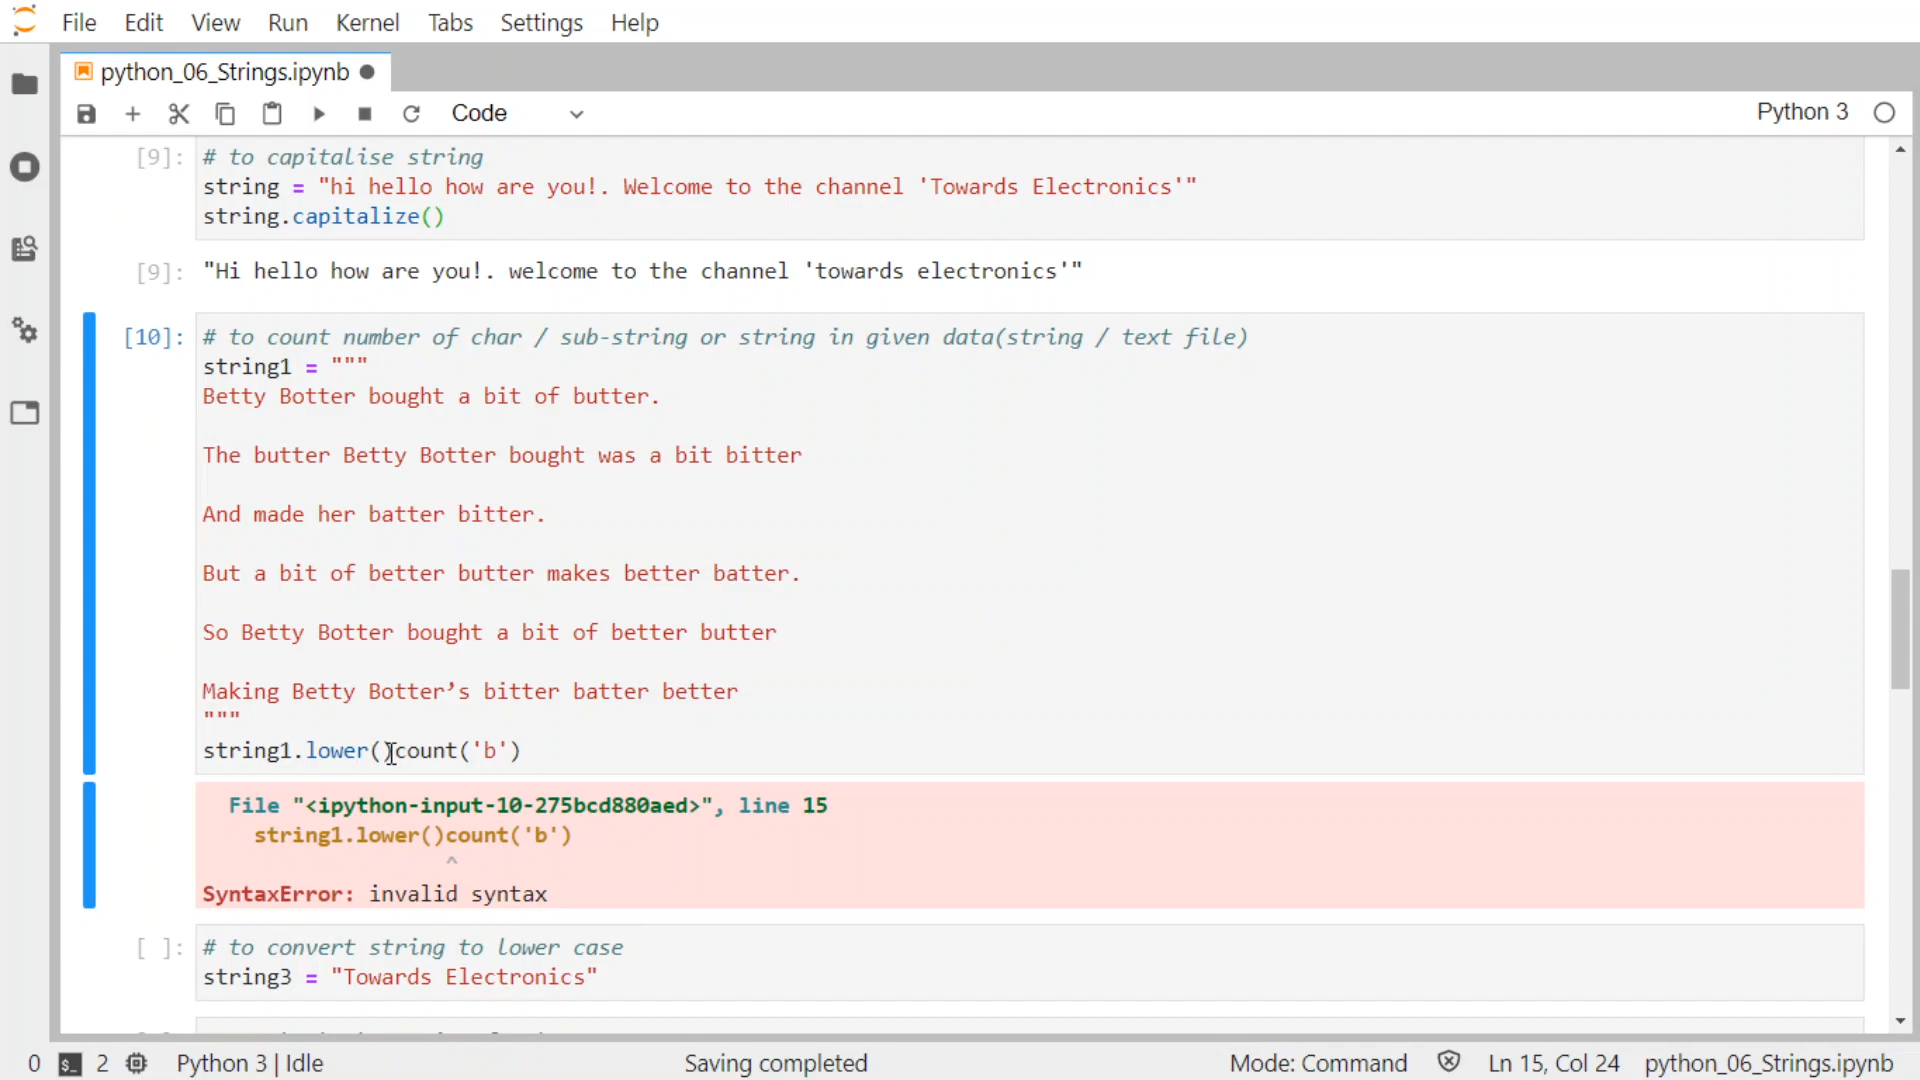 File Edit View Run Kernel Tabs Settings Help
python_06_Strings.ipynb
Code Python 3
[9]: # to capitalise string
string = "hi hello how are you!. Welcome to the channel 'Towards Electronics'"
string.capitalize()
[9]: "Hi hello how are you!. welcome to the channel 'towards electronics'"
[10]: # to count number of char / sub-string or string in given data(string / text file)
string1 = """
Betty Botter bought a bit of butter.
The butter Betty Botter bought was a bit bitter
And made her batter bitter.
But a bit of better butter makes better batter.
So Betty Botter bought a bit of better butter
Making Betty Botter’s bitter batter better
"""
string1.lower()count('b')
File "<ipython-input-10-275bcd880aed>", line 15
string1.lower()count('b')
^
SyntaxError: invalid syntax
[ ]: # to convert string to lower case
string3 = "Towards Electronics"
0 $_ 2 Python 3 | Idle Saving completed Mode: Command Ln 15, Col 24 python_06_Strings.ipynb